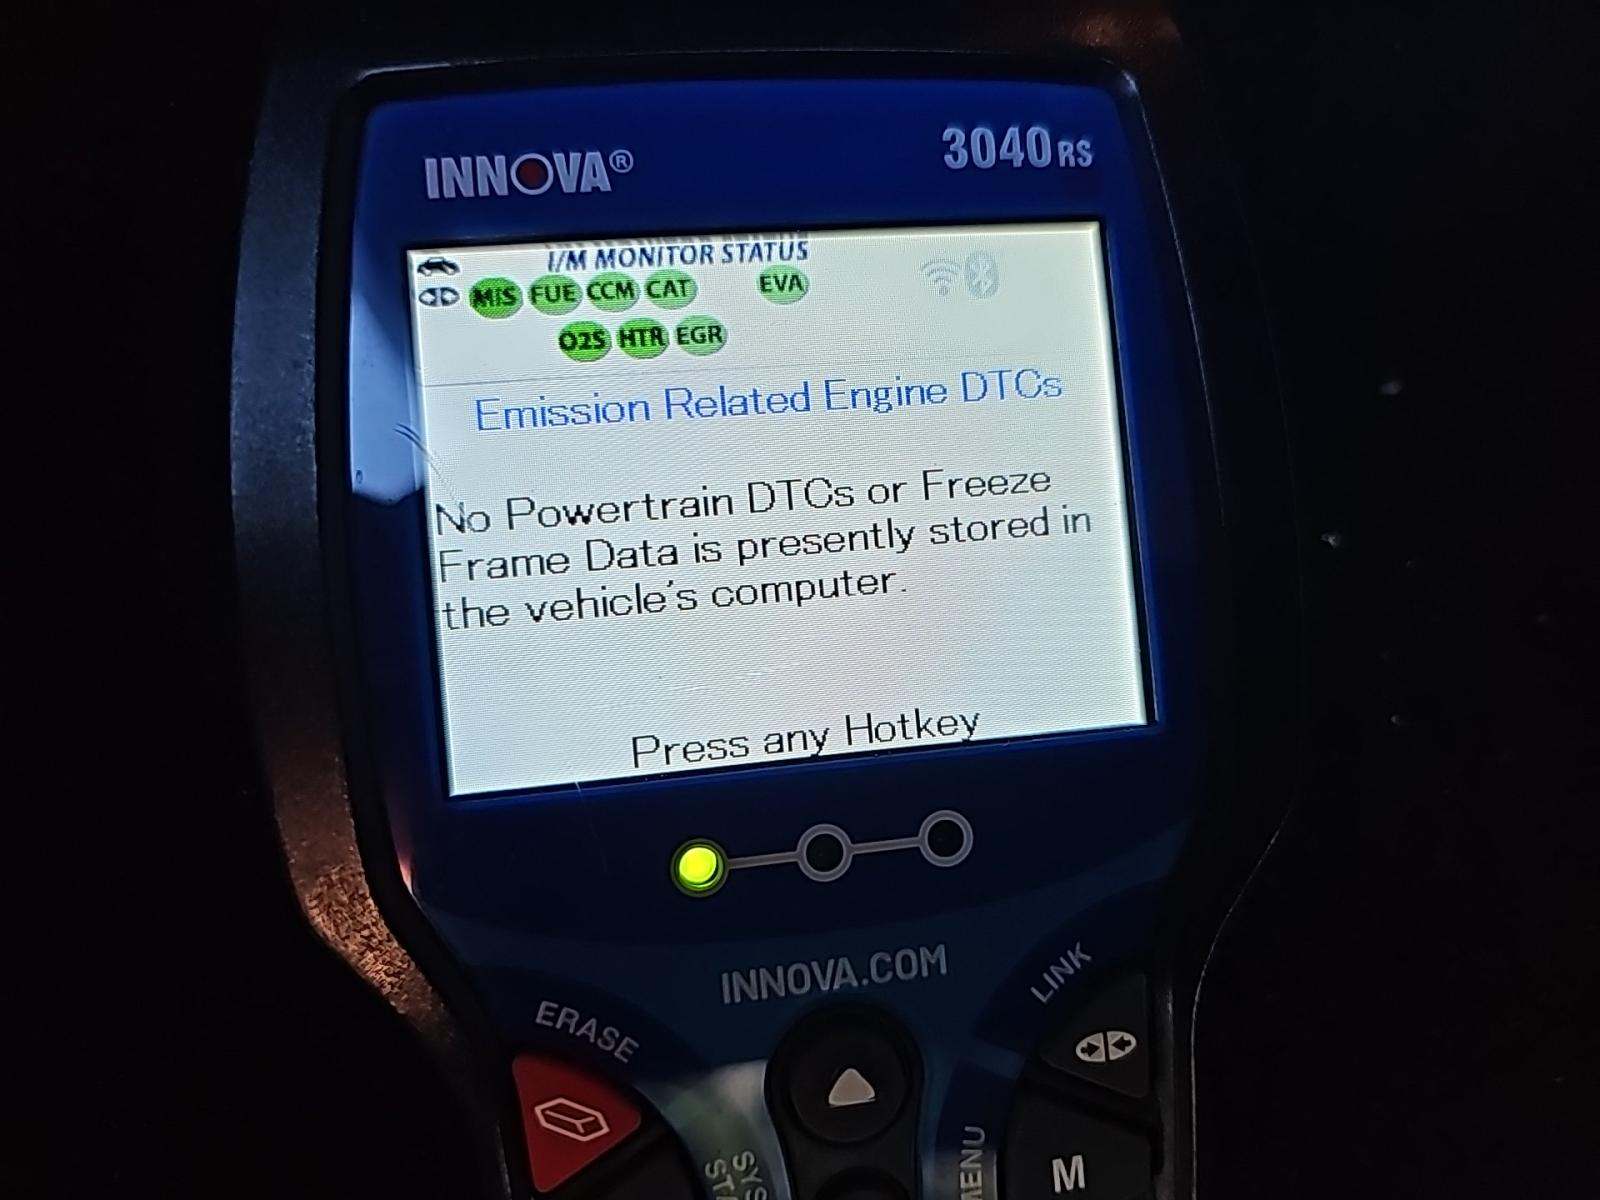 INNOVA®
3040RS
I/M MONITOR STATUS
MIS FUE CCM CAT EVA
O2S HTR EGR
Emission Related Engine DTCs
No Powertrain DTCs or Freeze
Frame Data is presently stored in
the vehicle's computer.
Press any Hotkey
INNOVA.COM
ERASE
LINK
M